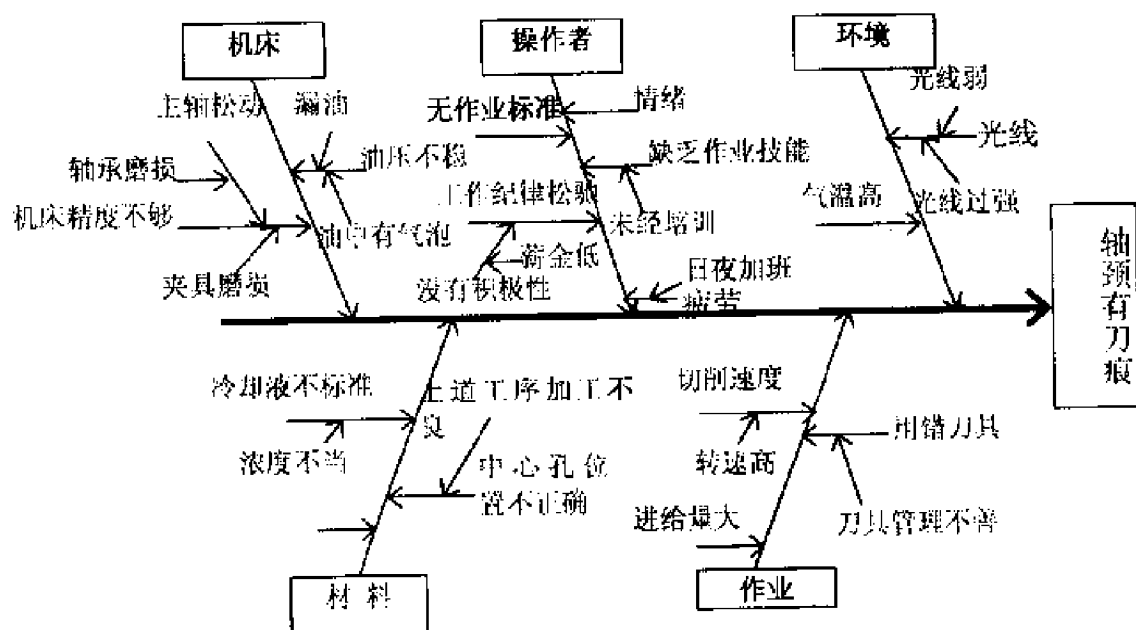 机床
操作者
环境
主轴松动
漏油
无作业标准
情绪
光线弱
光线
轴承磨损
油压不稳
缺乏作业技能
机床精度不够
油中有气泡
工作纪律松驰
未经培训
气温高
光线过强
夹具磨损
没有积极性
薪金低
日夜加班
疲劳
轴颈有刀痕
冷却液不标准
上道工序加工不
良
浓度不当
中心孔位
置不正确
切削速度
转速高
用错刀具
进给量大
刀具管理不善
材料
作业